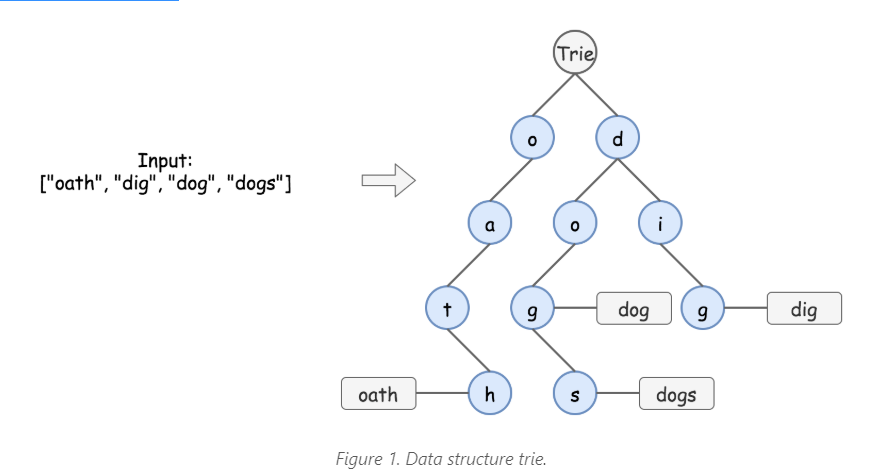 Trie
o
d
Input:
["oath", "dig", "dog", "dogs"]
a
o
i
t
g
dog
g
dig
oath
h
s
dogs
Figure 1. Data structure trie.